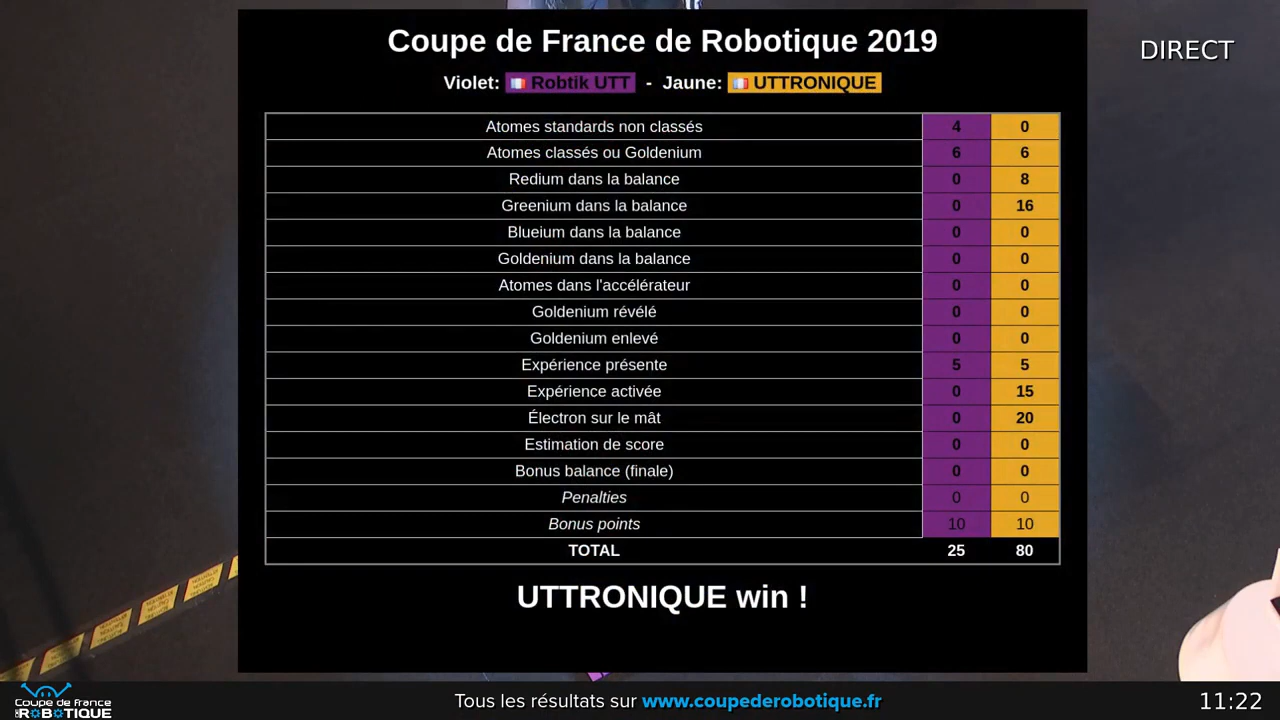 Coupe de France de Robotique 2019
DIRECT
Violet: Robtik UTT - Jaune: UTTRONIQUE
Atomes standards non classés 4 0
Atomes classés ou Goldenium 6 6
Redium dans la balance 0 8
Greenium dans la balance 0 16
Blueium dans la balance 0 0
Goldenium dans la balance 0 0
Atomes dans l'accélérateur 0 0
Goldenium révélé 0 0
Goldenium enlevé 0 0
Expérience présente 5 5
Expérience activée 0 15
Électron sur le mât 0 20
Estimation de score 0 0
Bonus balance (finale) 0 0
Penalties 0 0
Bonus points 10 10
TOTAL 25 80
UTTRONIQUE win !
Coupe de france
de ROBOTIQUE
Tous les résultats sur www.coupederobotique.fr
11:22